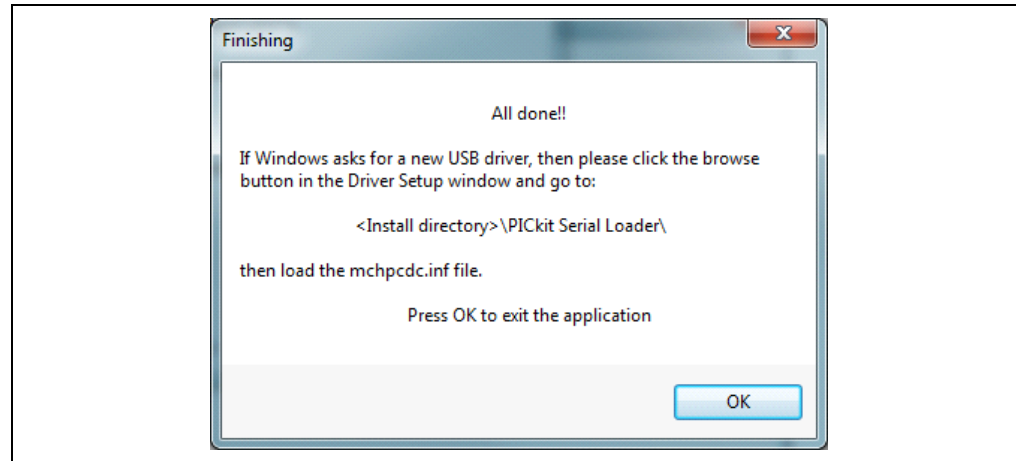 Finishing
All done!!
If Windows asks for a new USB driver, then please click the browse
button in the Driver Setup window and go to:
<Install directory>\PICkit Serial Loader\
then load the mchpcdc.inf file.
Press OK to exit the application
OK